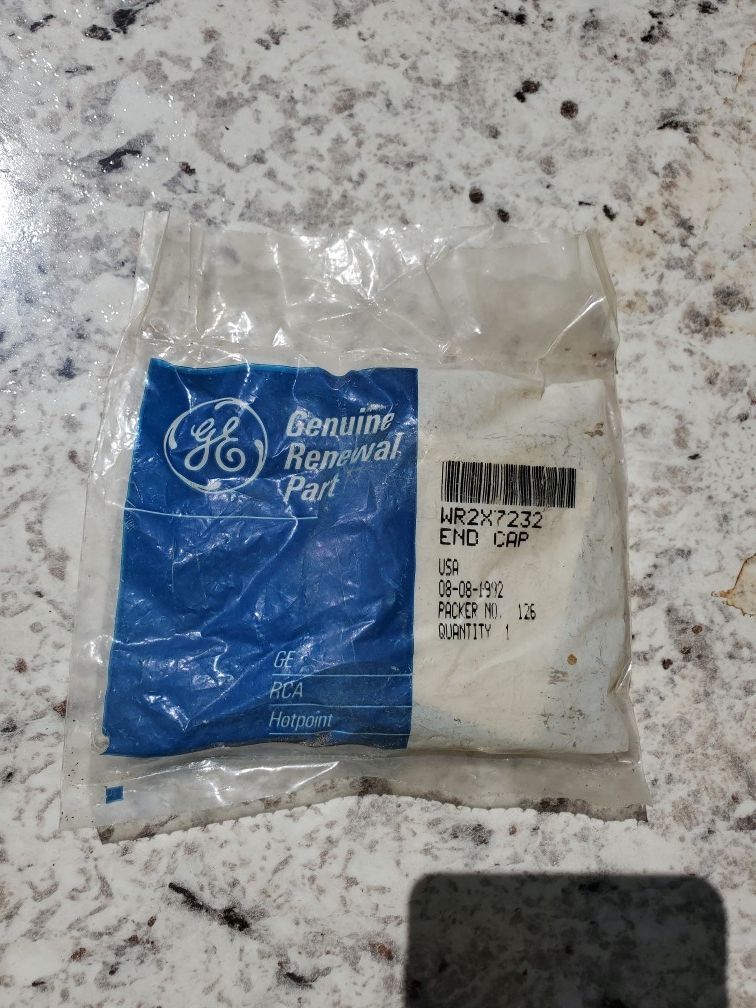 GE
Genuine
Renewal
Part
WR2X7232
END CAP
USA
08-08-1992
PACKER NO. 126
QUANTITY 1
GE
RCA
Hotpoint